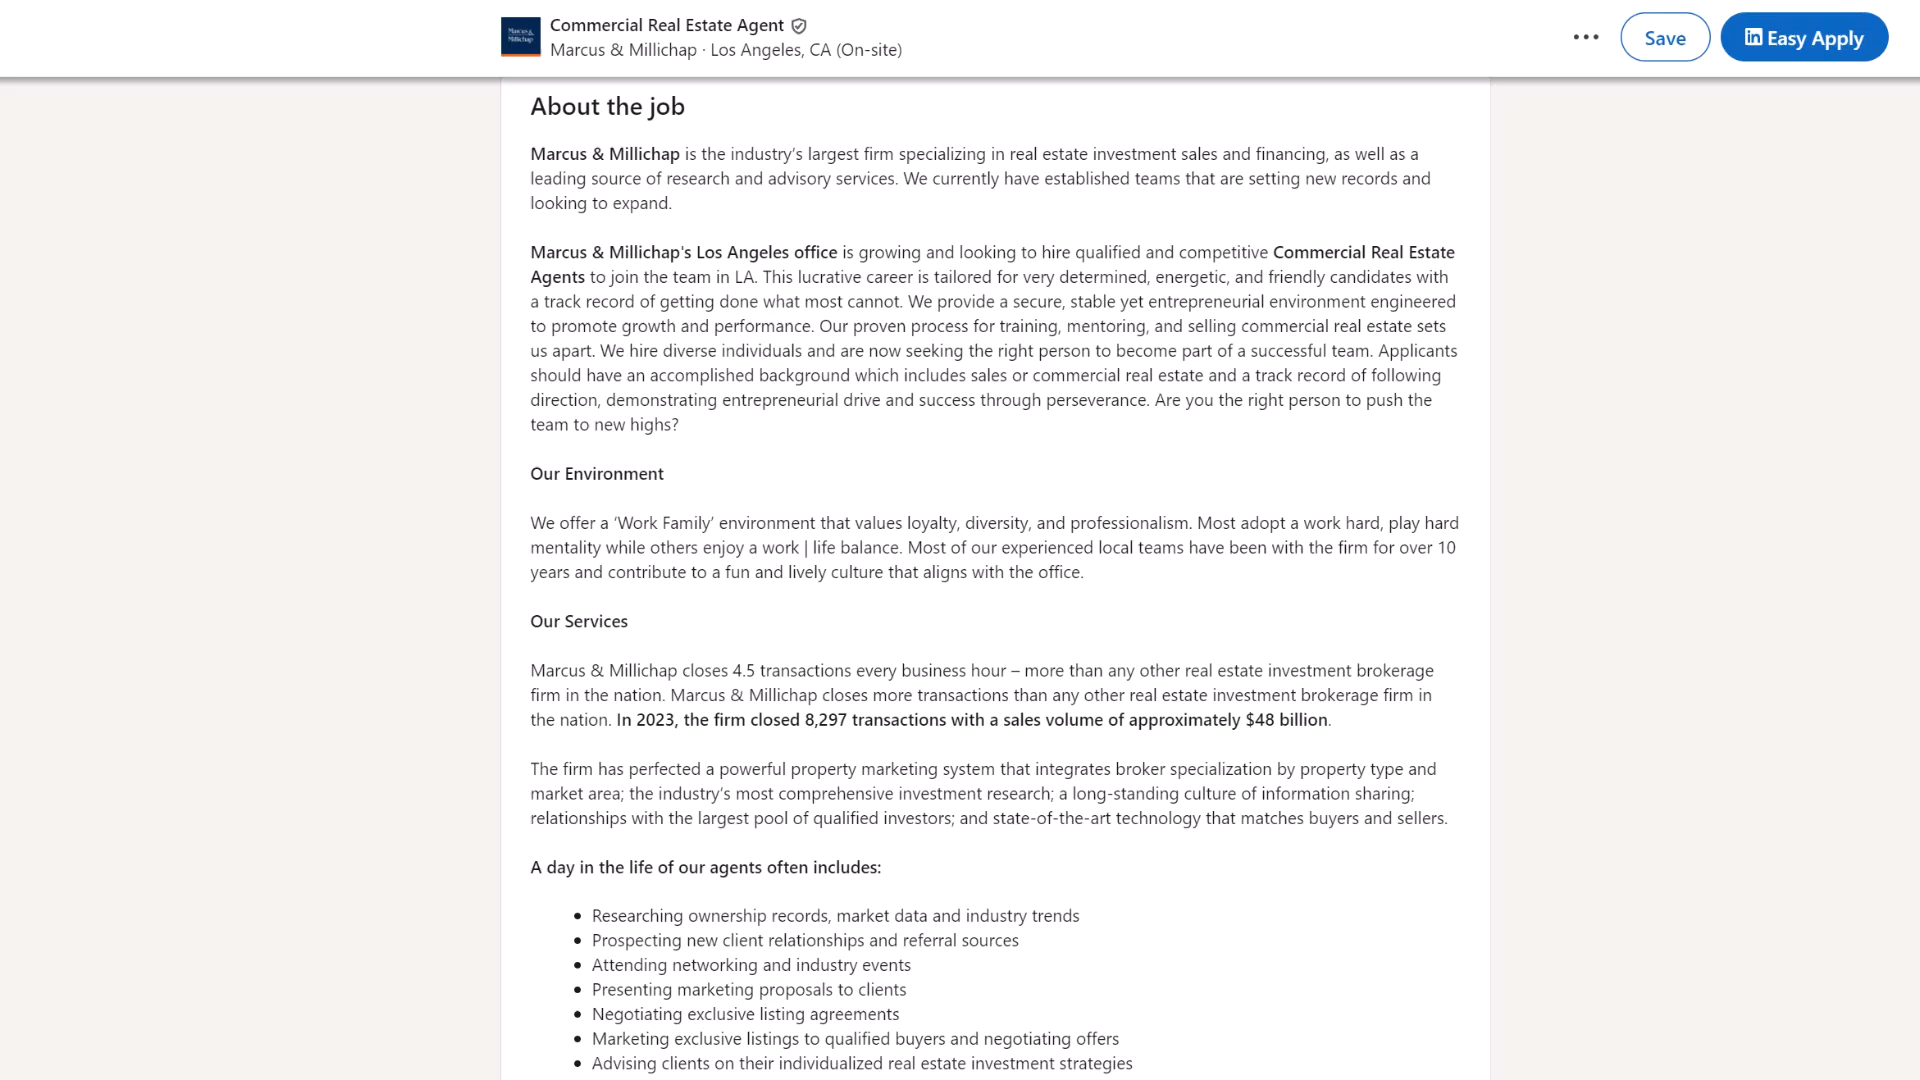 Marcus & Millichap
Commercial Real Estate Agent
Marcus & Millichap · Los Angeles, CA (On-site)
Save
in Easy Apply
About the job
Marcus & Millichap is the industry’s largest firm specializing in real estate investment sales and financing, as well as a
leading source of research and advisory services. We currently have established teams that are setting new records and
looking to expand.
Marcus & Millichap's Los Angeles office is growing and looking to hire qualified and competitive Commercial Real Estate
Agents to join the team in LA. This lucrative career is tailored for very determined, energetic, and friendly candidates with
a track record of getting done what most cannot. We provide a secure, stable yet entrepreneurial environment engineered
to promote growth and performance. Our proven process for training, mentoring, and selling commercial real estate sets
us apart. We hire diverse individuals and are now seeking the right person to become part of a successful team. Applicants
should have an accomplished background which includes sales or commercial real estate and a track record of following
direction, demonstrating entrepreneurial drive and success through perseverance. Are you the right person to push the
team to new highs?
Our Environment
We offer a ‘Work Family’ environment that values loyalty, diversity, and professionalism. Most adopt a work hard, play hard
mentality while others enjoy a work | life balance. Most of our experienced local teams have been with the firm for over 10
years and contribute to a fun and lively culture that aligns with the office.
Our Services
Marcus & Millichap closes 4.5 transactions every business hour – more than any other real estate investment brokerage
firm in the nation. Marcus & Millichap closes more transactions than any other real estate investment brokerage firm in
the nation. In 2023, the firm closed 8,297 transactions with a sales volume of approximately $48 billion.
The firm has perfected a powerful property marketing system that integrates broker specialization by property type and
market area; the industry’s most comprehensive investment research; a long-standing culture of information sharing;
relationships with the largest pool of qualified investors; and state-of-the-art technology that matches buyers and sellers.
A day in the life of our agents often includes:
• Researching ownership records, market data and industry trends
• Prospecting new client relationships and referral sources
• Attending networking and industry events
• Presenting marketing proposals to clients
• Negotiating exclusive listing agreements
• Marketing exclusive listings to qualified buyers and negotiating offers
• Advising clients on their individualized real estate investment strategies